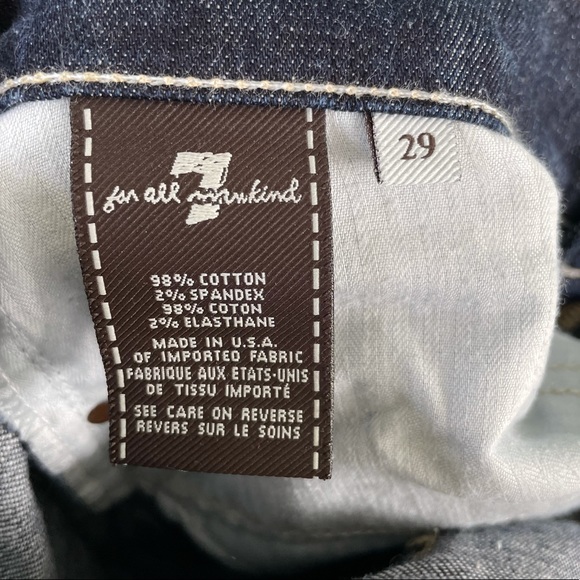 29
7
for all mankind
98% COTTON
2% SPANDEX
98% COTON
2% ELASTHANE
MADE IN U.S.A.
OF IMPORTED FABRIC
FABRIQUE AUX ETATS-UNIS
DE TISSU IMPORTÉ
SEE CARE ON REVERSE
REVERS SUR LE SOINS